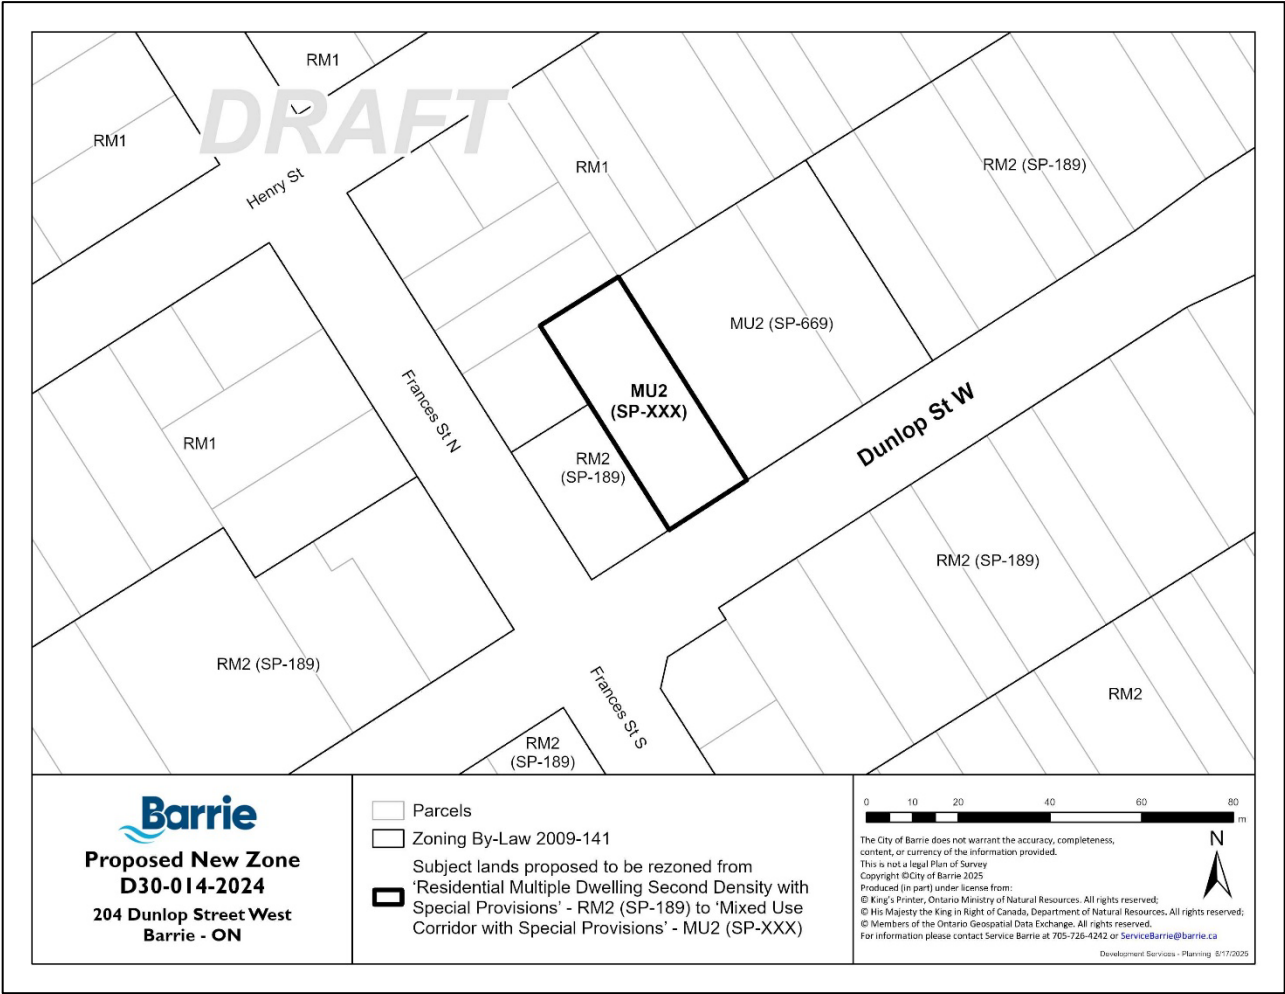 RM1
DRAFT
RM1
RM1
RM2 (SP-189)
Henry St
MU2 (SP-669)
MU2
(SP-XXX)
Frances St N
Dunlop St W
RM1
RM2
(SP-189)
RM2 (SP-189)
RM2 (SP-189)
Frances St S
RM2
RM2
(SP-189)
Barrie
Proposed New Zone
D30-014-2024
204 Dunlop Street West
Barrie - ON
Parcels
Zoning By-Law 2009-141
Subject lands proposed to be rezoned from
'Residential Multiple Dwelling Second Density with
Special Provisions' - RM2 (SP-189) to 'Mixed Use
Corridor with Special Provisions' - MU2 (SP-XXX)
0 10 20 40 60 80
m
N
The City of Barrie does not warrant the accuracy, completeness,
content, or currency of the information provided.
This is not a legal Plan of Survey
Copyright ©City of Barrie 2025
Produced (in part) under license from:
© King's Printer, Ontario Ministry of Natural Resources. All rights reserved;
© His Majesty the King in Right of Canada, Department of Natural Resources. All rights reserved;
© Members of the Ontario Geospatial Data Exchange. All rights reserved.
For information please contact Service Barrie at 705-726-4242 or ServiceBarrie@barrie.ca
Development Services - Planning 8/17/2025